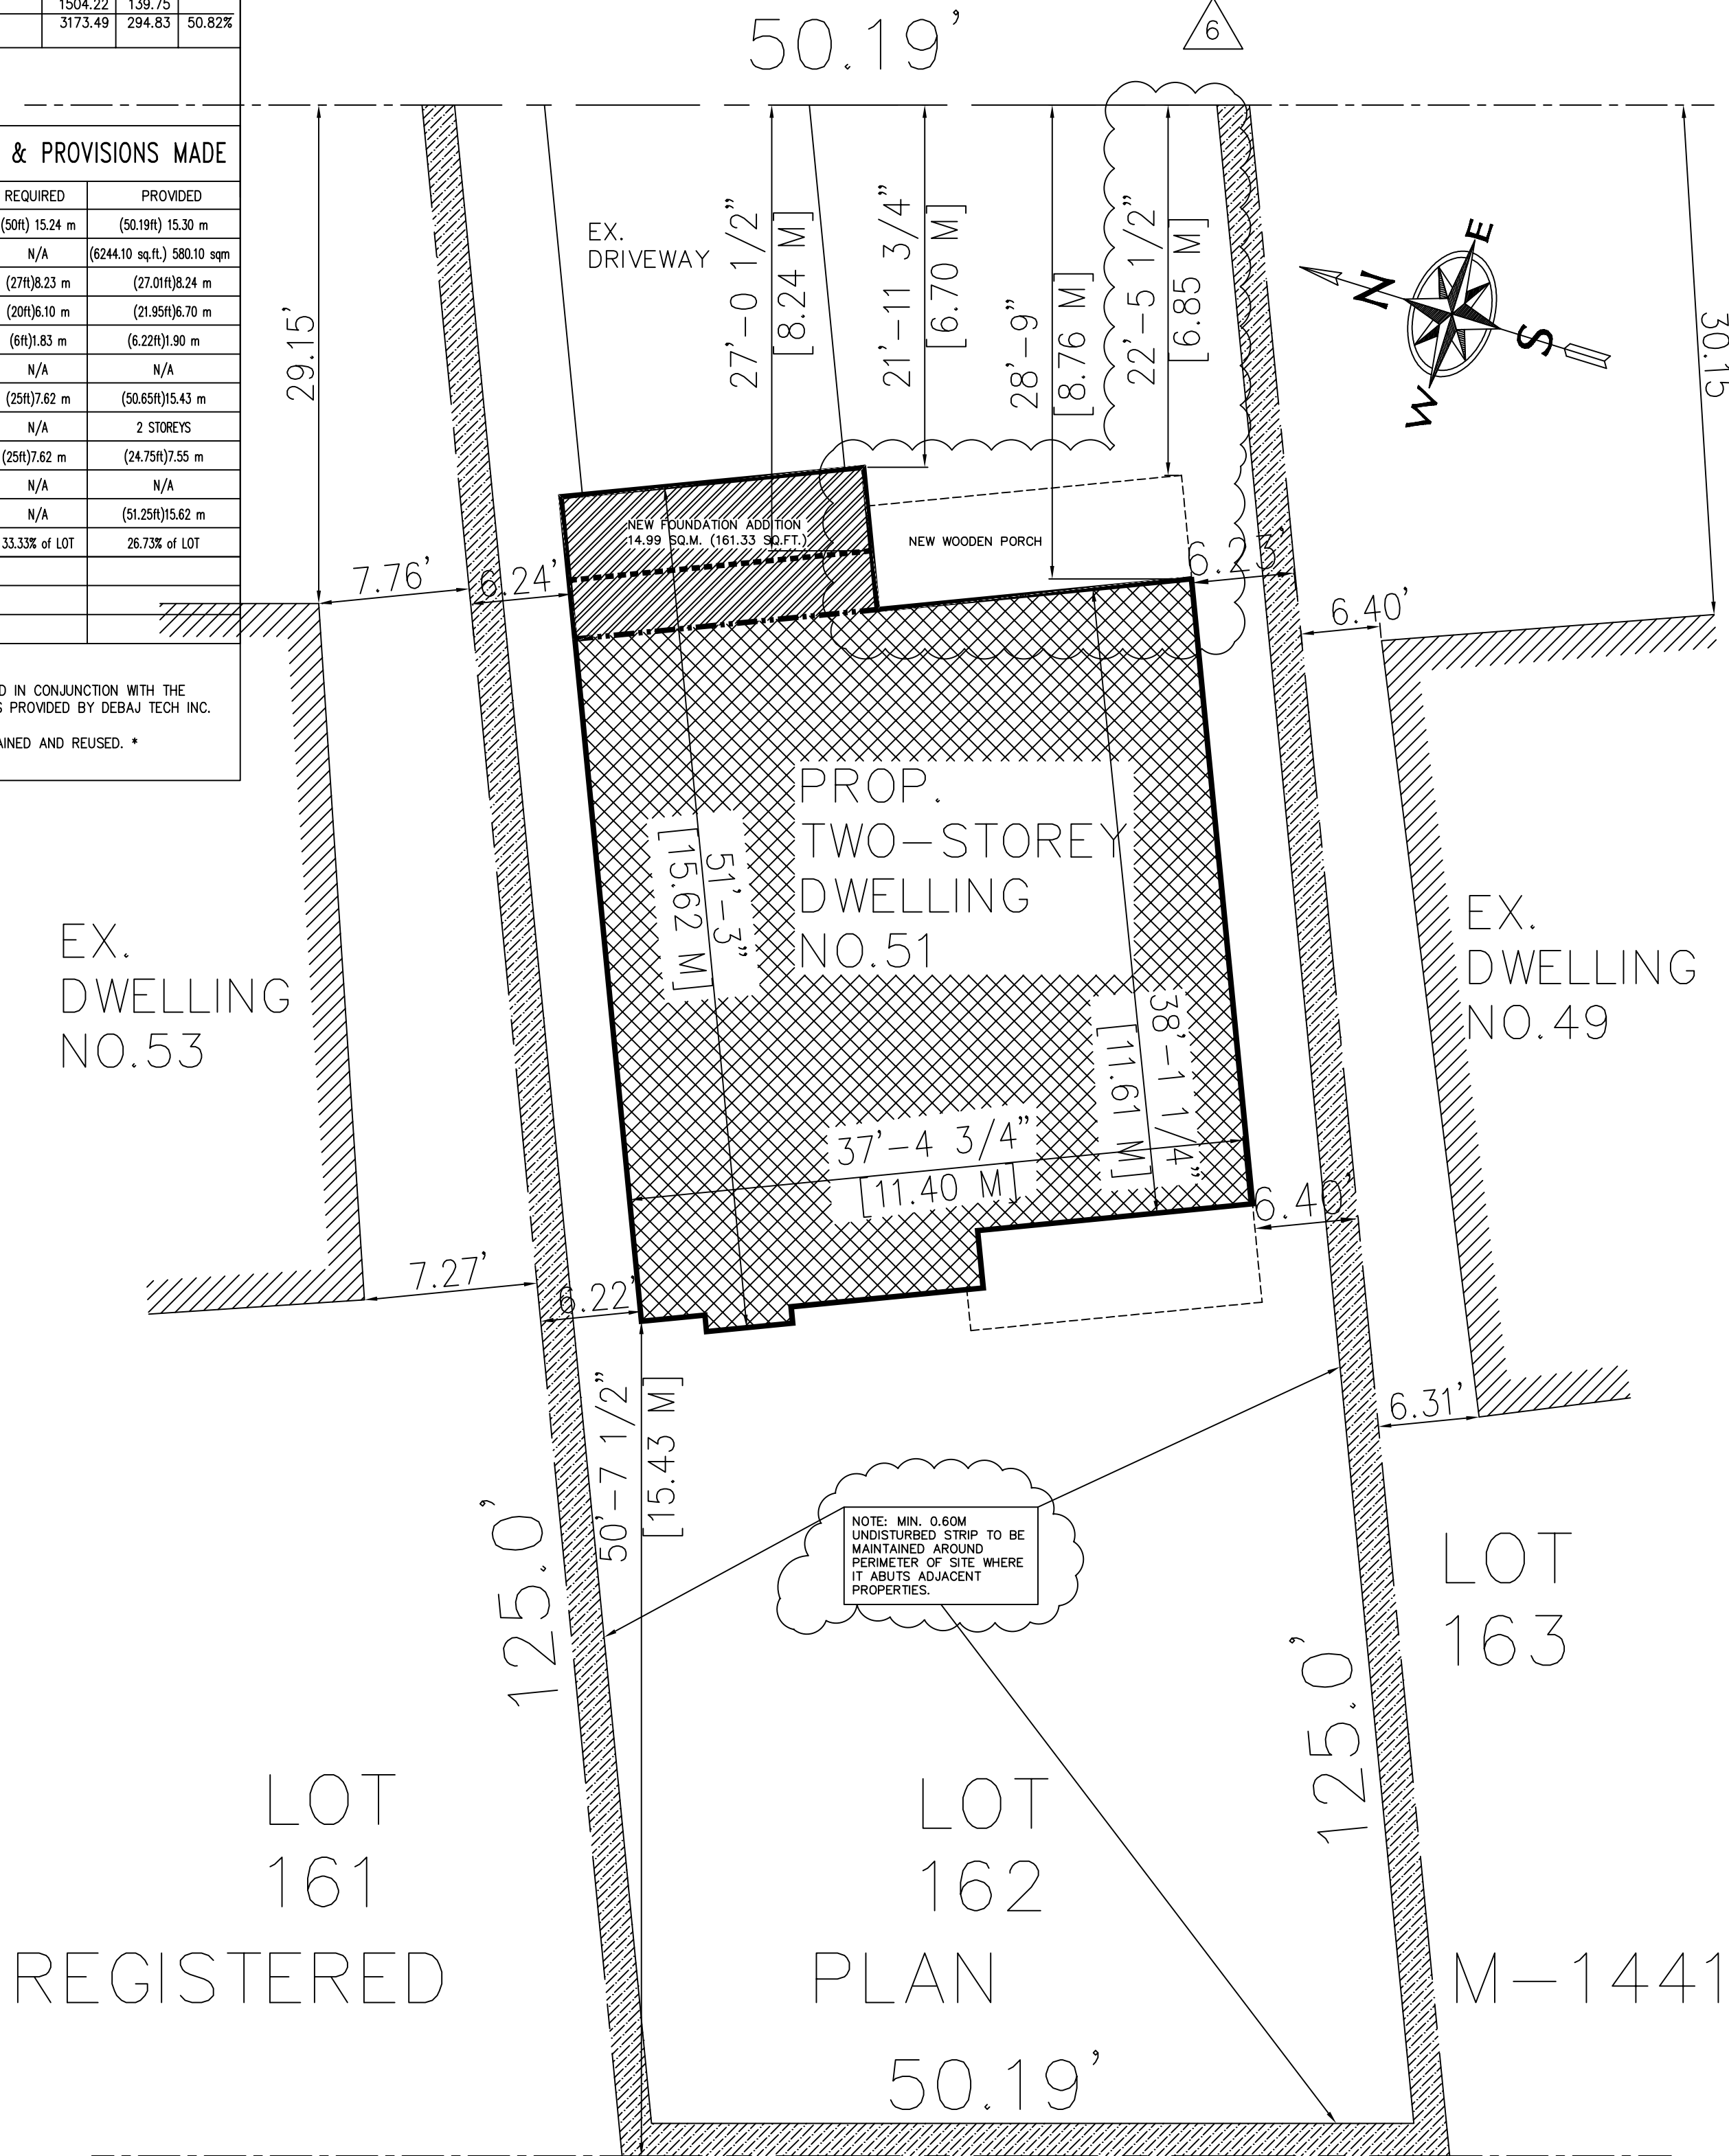 1504.22 139.75
3173.49 294.83 50.82%
50.19'
6
& PROVISIONS MADE
REQUIRED PROVIDED
(50ft) 15.24 m (50.19ft) 15.30 m
N/A (6244.10 sq.ft.) 580.10 sqm
(27ft)8.23 m (27.01ft)8.24 m
(20ft)6.10 m (21.95ft)6.70 m
(6ft)1.83 m (6.22ft)1.90 m
N/A N/A
(25ft)7.62 m (50.65ft)15.43 m
N/A 2 STOREYS
(25ft)7.62 m (24.75ft)7.55 m
N/A N/A
N/A (51.25ft)15.62 m
33.33% of LOT 26.73% of LOT
IN CONJUNCTION WITH THE
PROVIDED BY DEBAJ TECH INC.
AND REUSED. *
EX.
DRIVEWAY
29.15'
27'-0 1/2"
[8.24 M]
21'-11 3/4"
[6.70 M]
28'-9"
[8.76 M]
22'-5 1/2"
[6.85 M]
N
E
S
W
30.15
NEW FOUNDATION ADDITION
14.99 SQ.M. (161.33 SQ.FT.)
NEW WOODEN PORCH
7.76'
6.24'
6.23'
6.40'
PROP.
TWO-STOREY
DWELLING
NO.51
51'-3"
[15.62 M]
38'-1 1/4"
[11.61 M]
37'-4 3/4"
[11.40 M]
EX.
DWELLING
NO.53
EX.
DWELLING
NO.49
7.27'
6.22'
6.40'
6.31'
50'-7 1/2"
[15.43 M]
NOTE: MIN. 0.60M
UNDISTURBED STRIP TO BE
MAINTAINED AROUND
PERIMETER OF SITE WHERE
IT ABUTS ADJACENT
PROPERTIES.
125.0'
125.0'
LOT
163
LOT
161
LOT
162
REGISTERED PLAN M-1441
50.19'